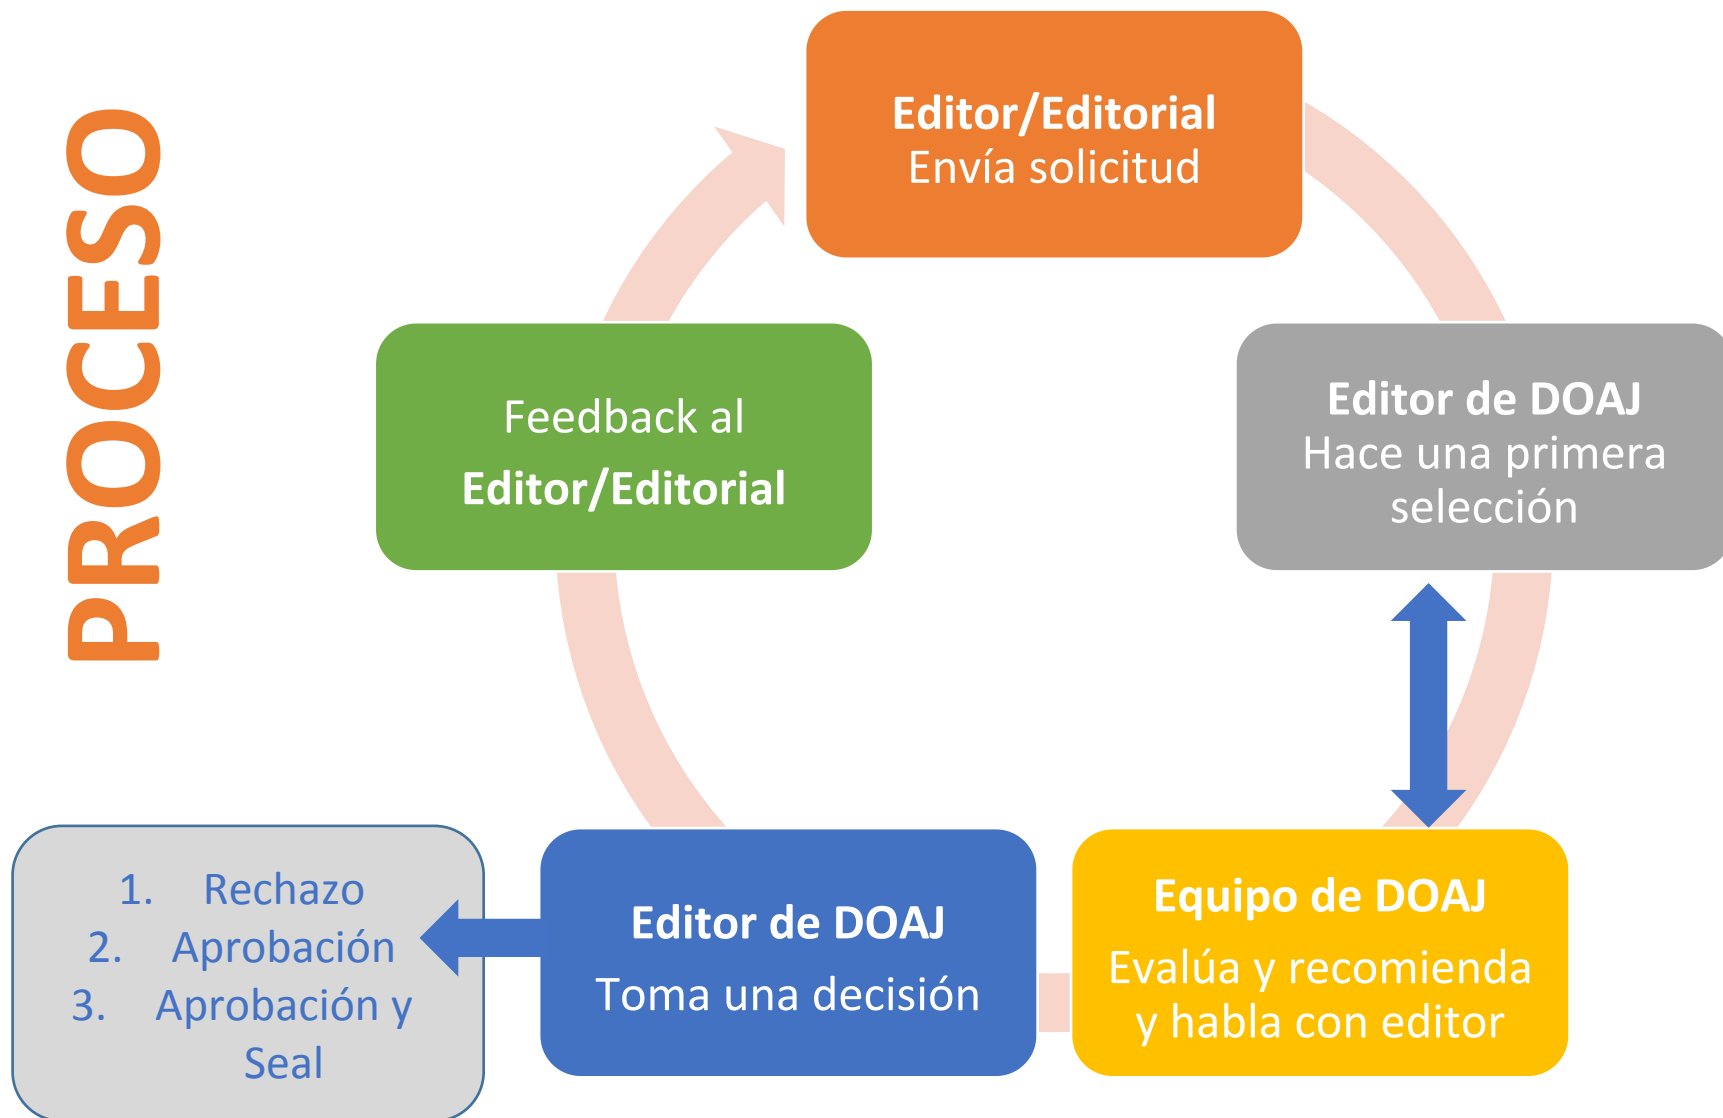 PROCESO
Editor/Editorial
Envía solicitud
Editor de DOAJ
Hace una primera
selección
Equipo de DOAJ
Evalúa y recomienda
y habla con editor
Editor de DOAJ
Toma una decisión
1. Rechazo
2. Aprobación
3. Aprobación y
Seal
Feedback al
Editor/Editorial